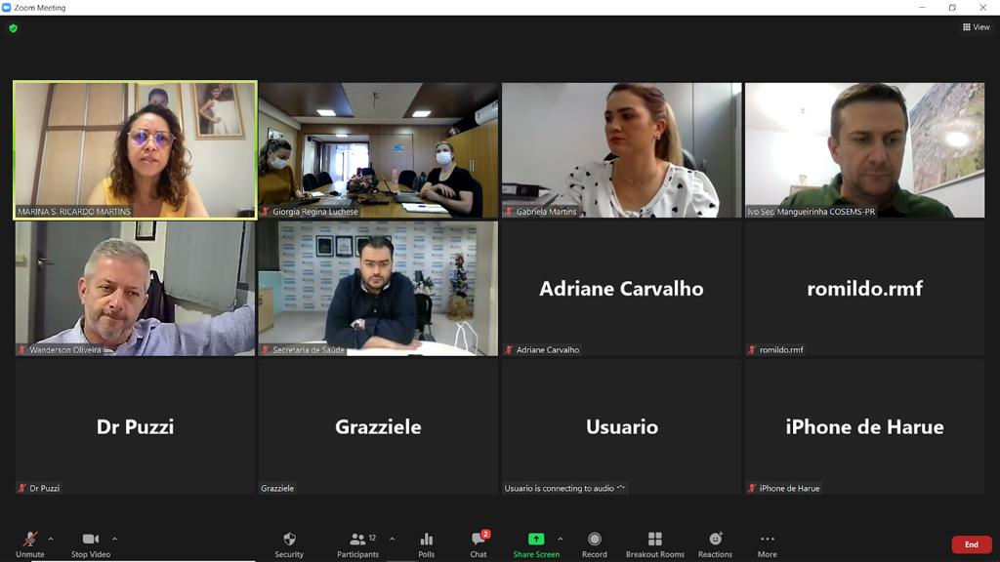 Zoom Meeting
View
MARINA S. RICARDO MARTINS
Giorgia Regina Luchese
Gabriela Martins
Ivo Sec. Mangueirinha COSEMS-PR
Wanderson Oliveira
Secretaria de Saúde
Adriane Carvalho
Adriane Carvalho
romildo.rmf
romildo.rmf
Dr Puzzi
Dr Puzzi
Grazziele
Grazziele
Usuario
Usuario is connecting to audio
iPhone de Harue
iPhone de Harue
Unmute
Stop Video
Security
12
Participants
Polls
2
Chat
Share Screen
Record
Breakout Rooms
Reactions
More
End